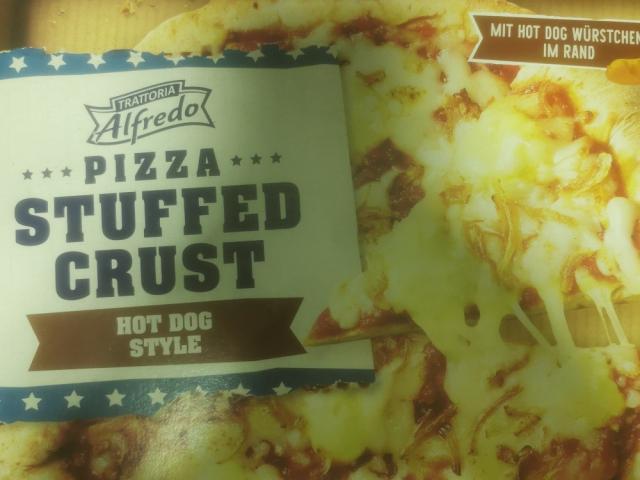 TRATTORIA
Alfredo
PIZZA
STUFFED
CRUST
HOT DOG
STYLE
MIT HOT DOG WÜRSTCHEN
IM RAND